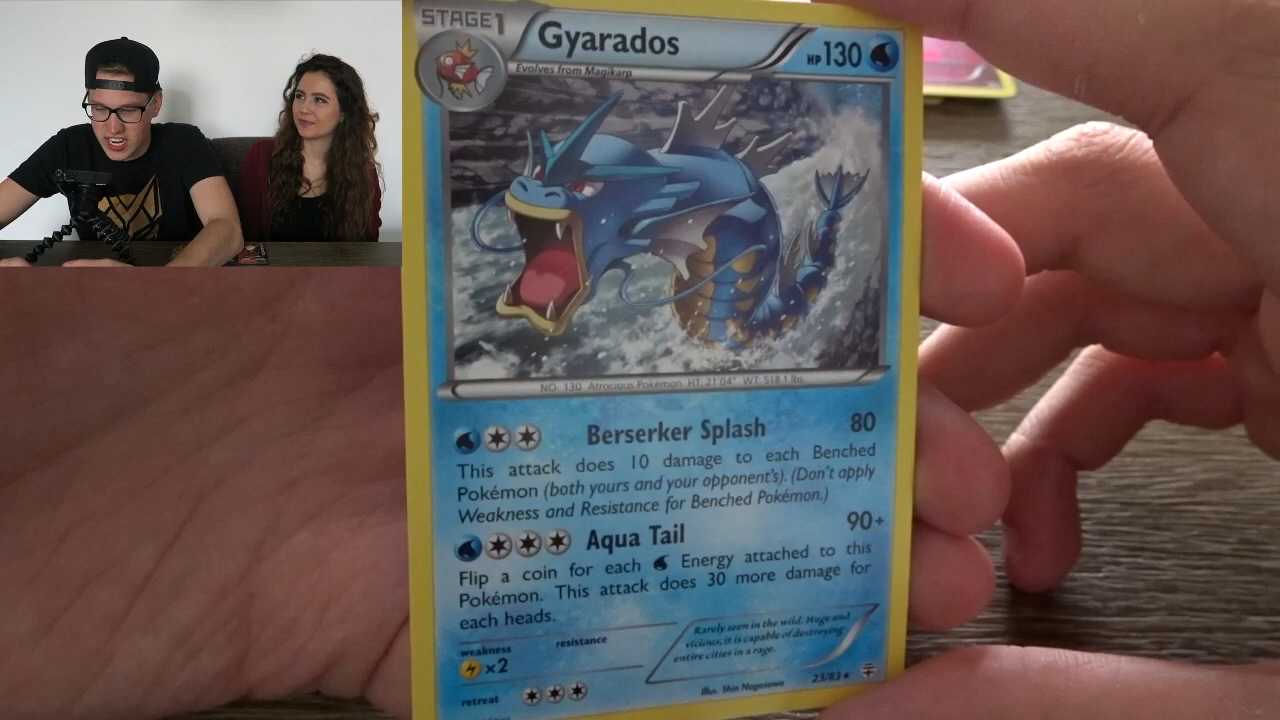 STAGE1
Gyarados
HP130
Evolves from Magikarp
NO. 130 Atrocious Pokémon HT: 21'04" WT: 518.1 lbs.
Berserker Splash 80
This attack does 10 damage to each Benched
Pokémon (both yours and your opponent's). (Don't apply
Weakness and Resistance for Benched Pokémon.)
Aqua Tail 90+
Flip a coin for each Energy attached to this
Pokémon. This attack does 30 more damage for
each heads.
weakness
resistance
×2
retreat
Rarely seen in the wild. Huge and
vicious, it is capable of destroying
entire cities in a rage.
Illus. Shin Nagasawa
23/83